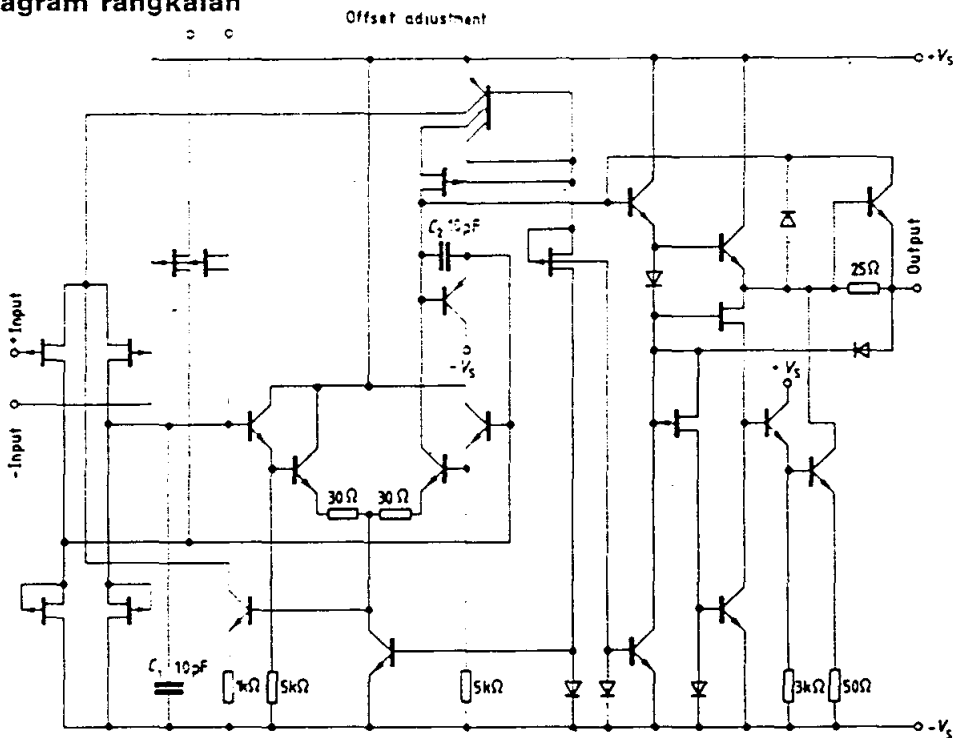 agram rangkaian
Offset adjustment
+Vs
C2 10pF
25Ω
Output
+Input
-Vs
+Vs
-Input
30Ω 30Ω
C1 10pF
1kΩ
5kΩ
5kΩ
3kΩ
50Ω
-Vs